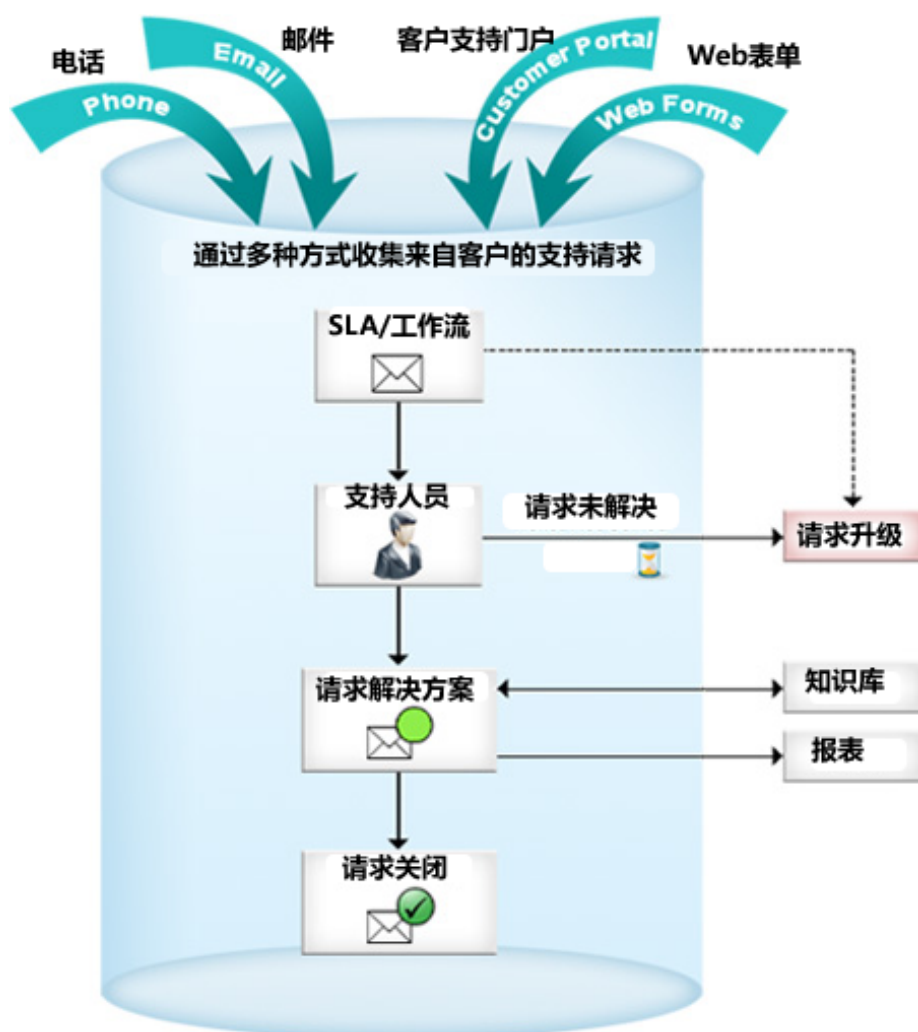 电话
邮件
客户支持门户
Web表单
Phone
Email
Customer Portal
Web Forms
通过多种方式收集来自客户的支持请求
SLA/工作流
支持人员
请求未解决
请求升级
请求解决方案
知识库
报表
请求关闭